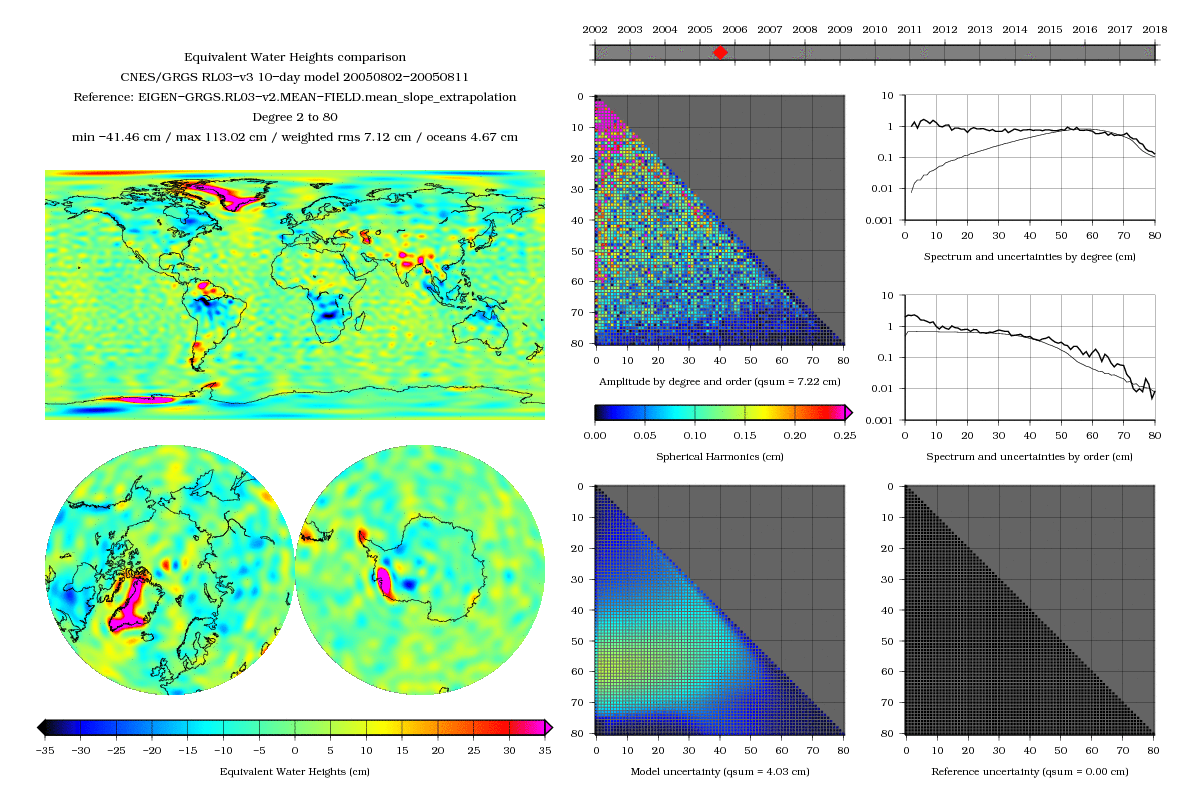 Equivalent Water Heights comparison
CNES/GRGS RL03−v3 10−day model 20050802−20050811
Reference: EIGEN−GRGS.RL03−v2.MEAN−FIELD.mean_slope_extrapolation
Degree 2 to 80
min −41.46 cm / max 113.02 cm / weighted rms 7.12 cm / oceans 4.67 cm
−35 −30 −25 −20 −15 −10 −5 0 5 10 15 20 25 30 35
Equivalent Water Heights (cm)
2002 2003 2004 2005 2006 2007 2008 2009 2010 2011 2012 2013 2014 2015 2016 2017 2018
0
10
20
30
40
50
60
70
80
0 10 20 30 40 50 60 70 80
Amplitude by degree and order (qsum = 7.22 cm)
0.00 0.05 0.10 0.15 0.20 0.25
Spherical Harmonics (cm)
10
1
0.1
0.01
0.001
0 10 20 30 40 50 60 70 80
Spectrum and uncertainties by degree (cm)
10
1
0.1
0.01
0.001
0 10 20 30 40 50 60 70 80
Spectrum and uncertainties by order (cm)
0
10
20
30
40
50
60
70
80
0 10 20 30 40 50 60 70 80
Model uncertainty (qsum = 4.03 cm)
0
10
20
30
40
50
60
70
80
0 10 20 30 40 50 60 70 80
Reference uncertainty (qsum = 0.00 cm)